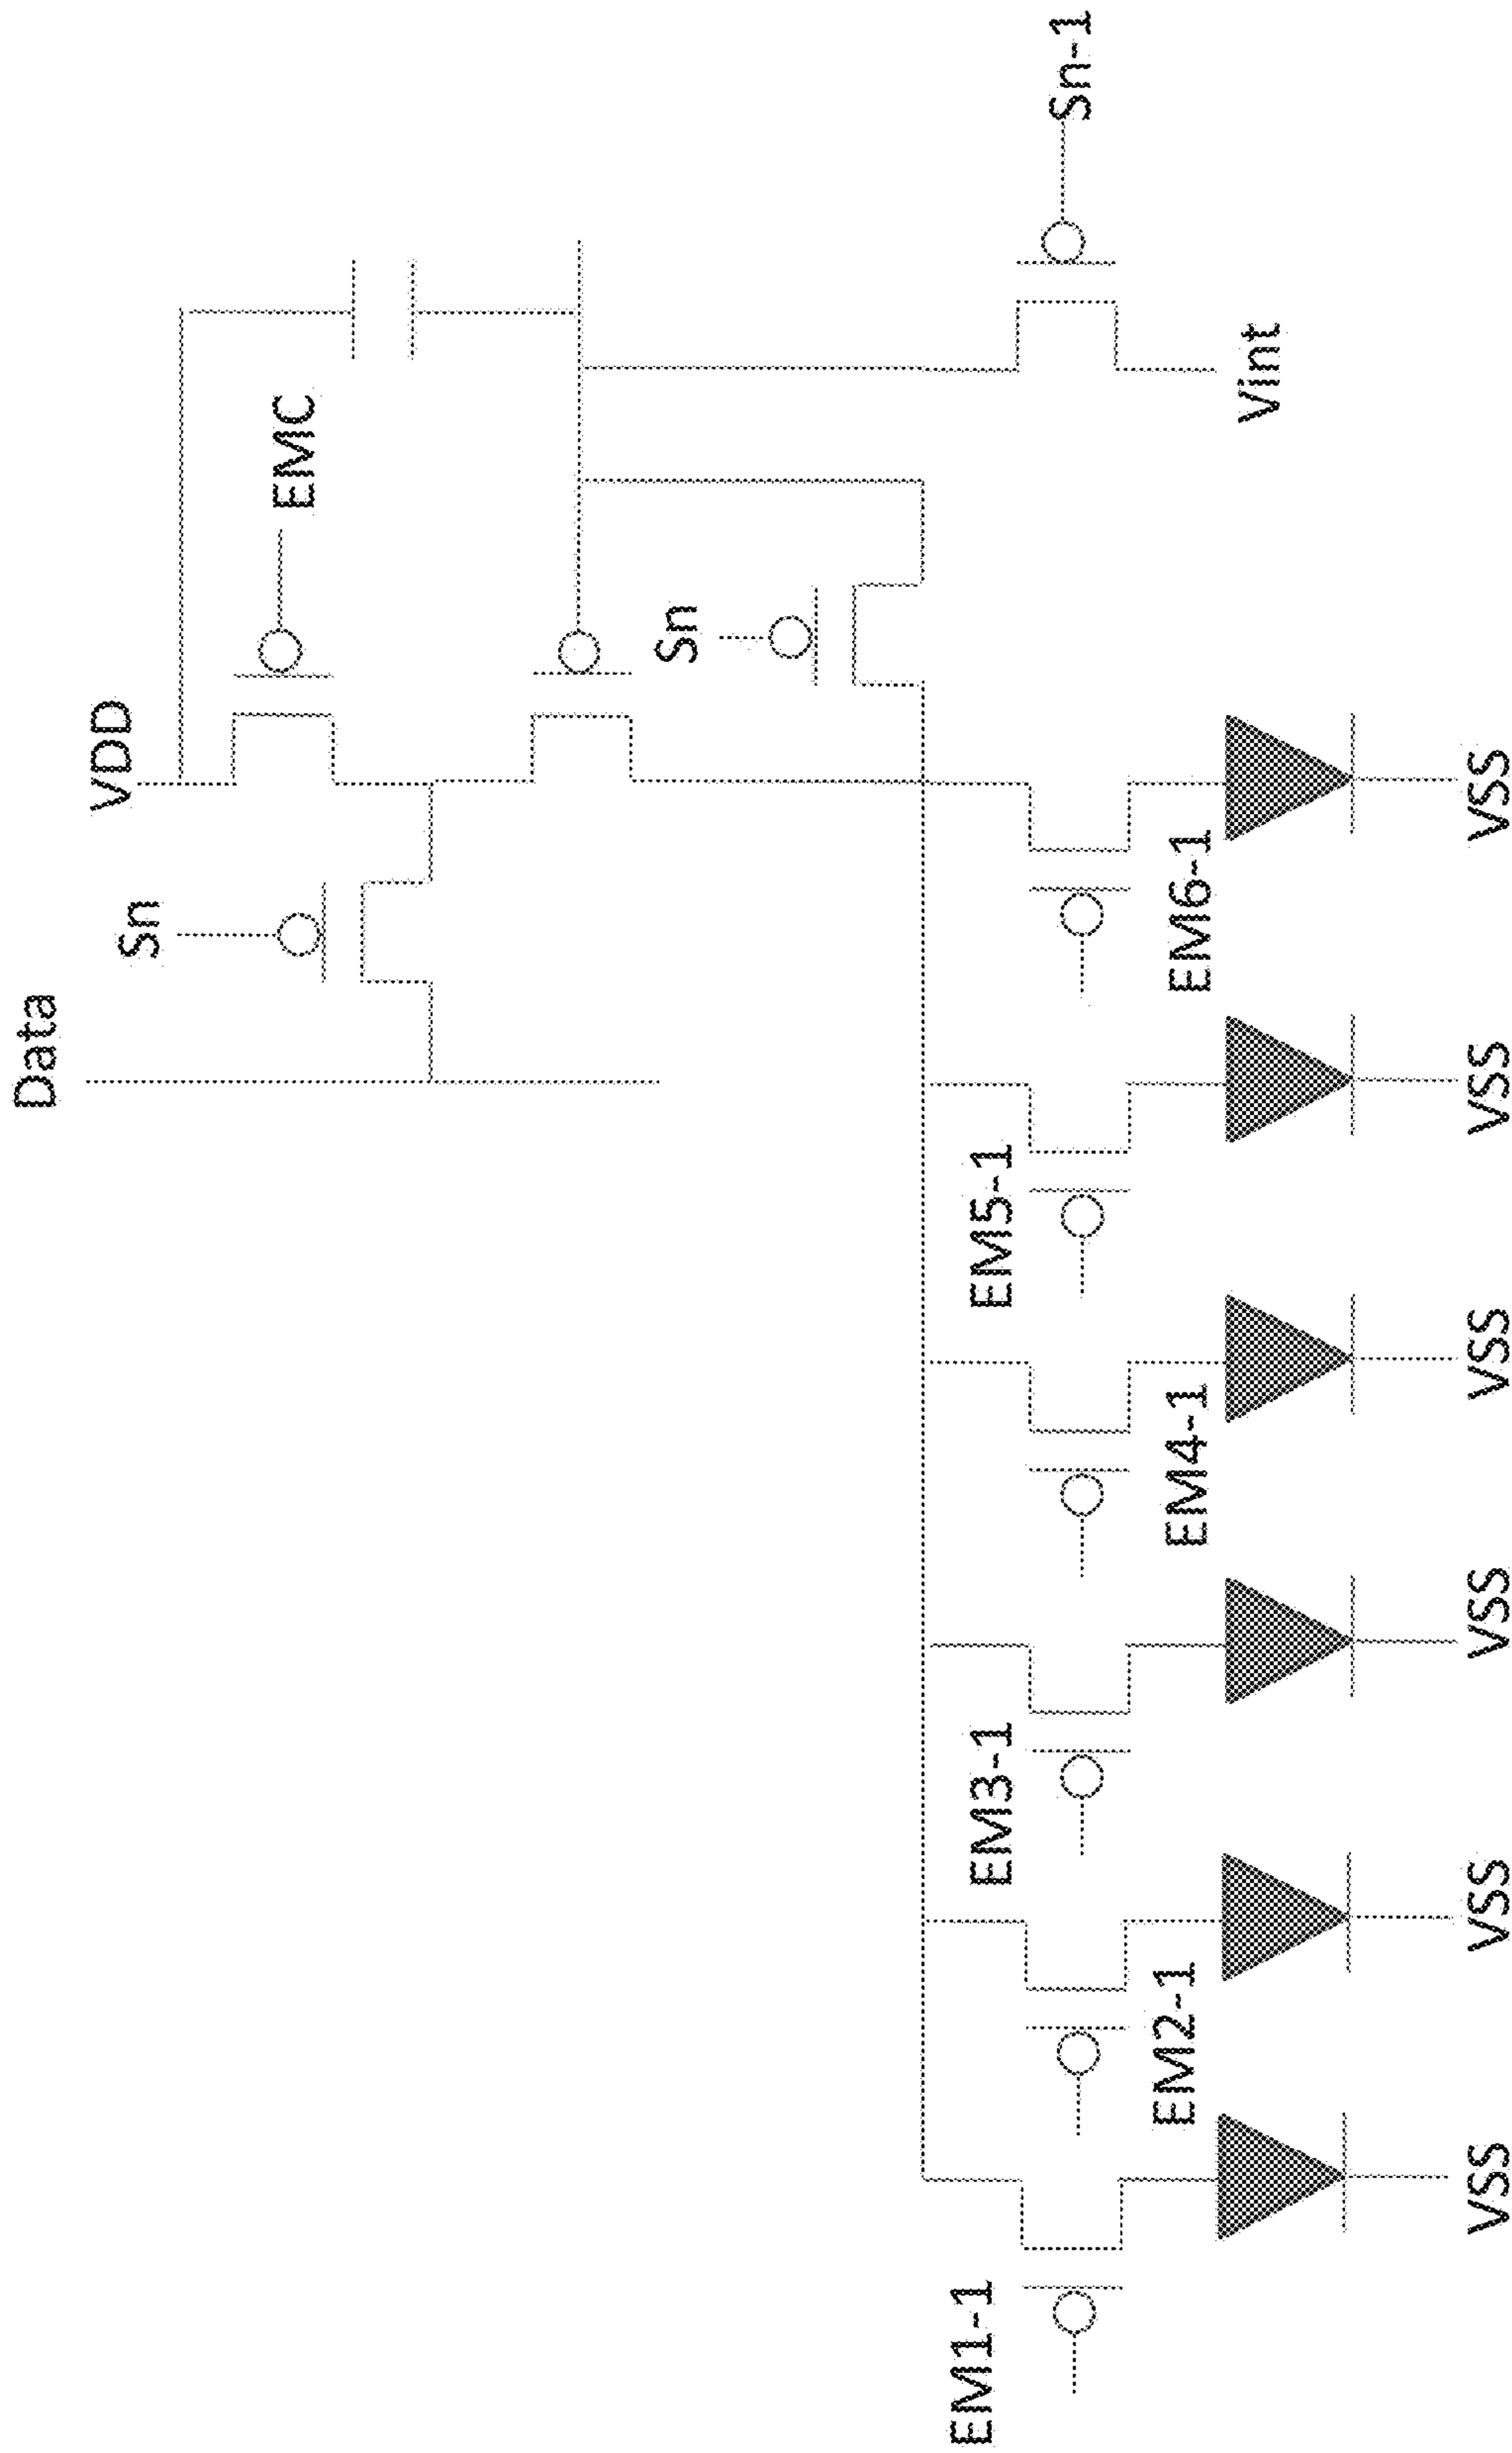 Data
VDD
Sn
EMC
Sn
Sn-1
Vint
EM1-1
EM2-1
EM3-1
EM4-1
EM5-1
EM6-1
VSS
VSS
VSS
VSS
VSS
VSS